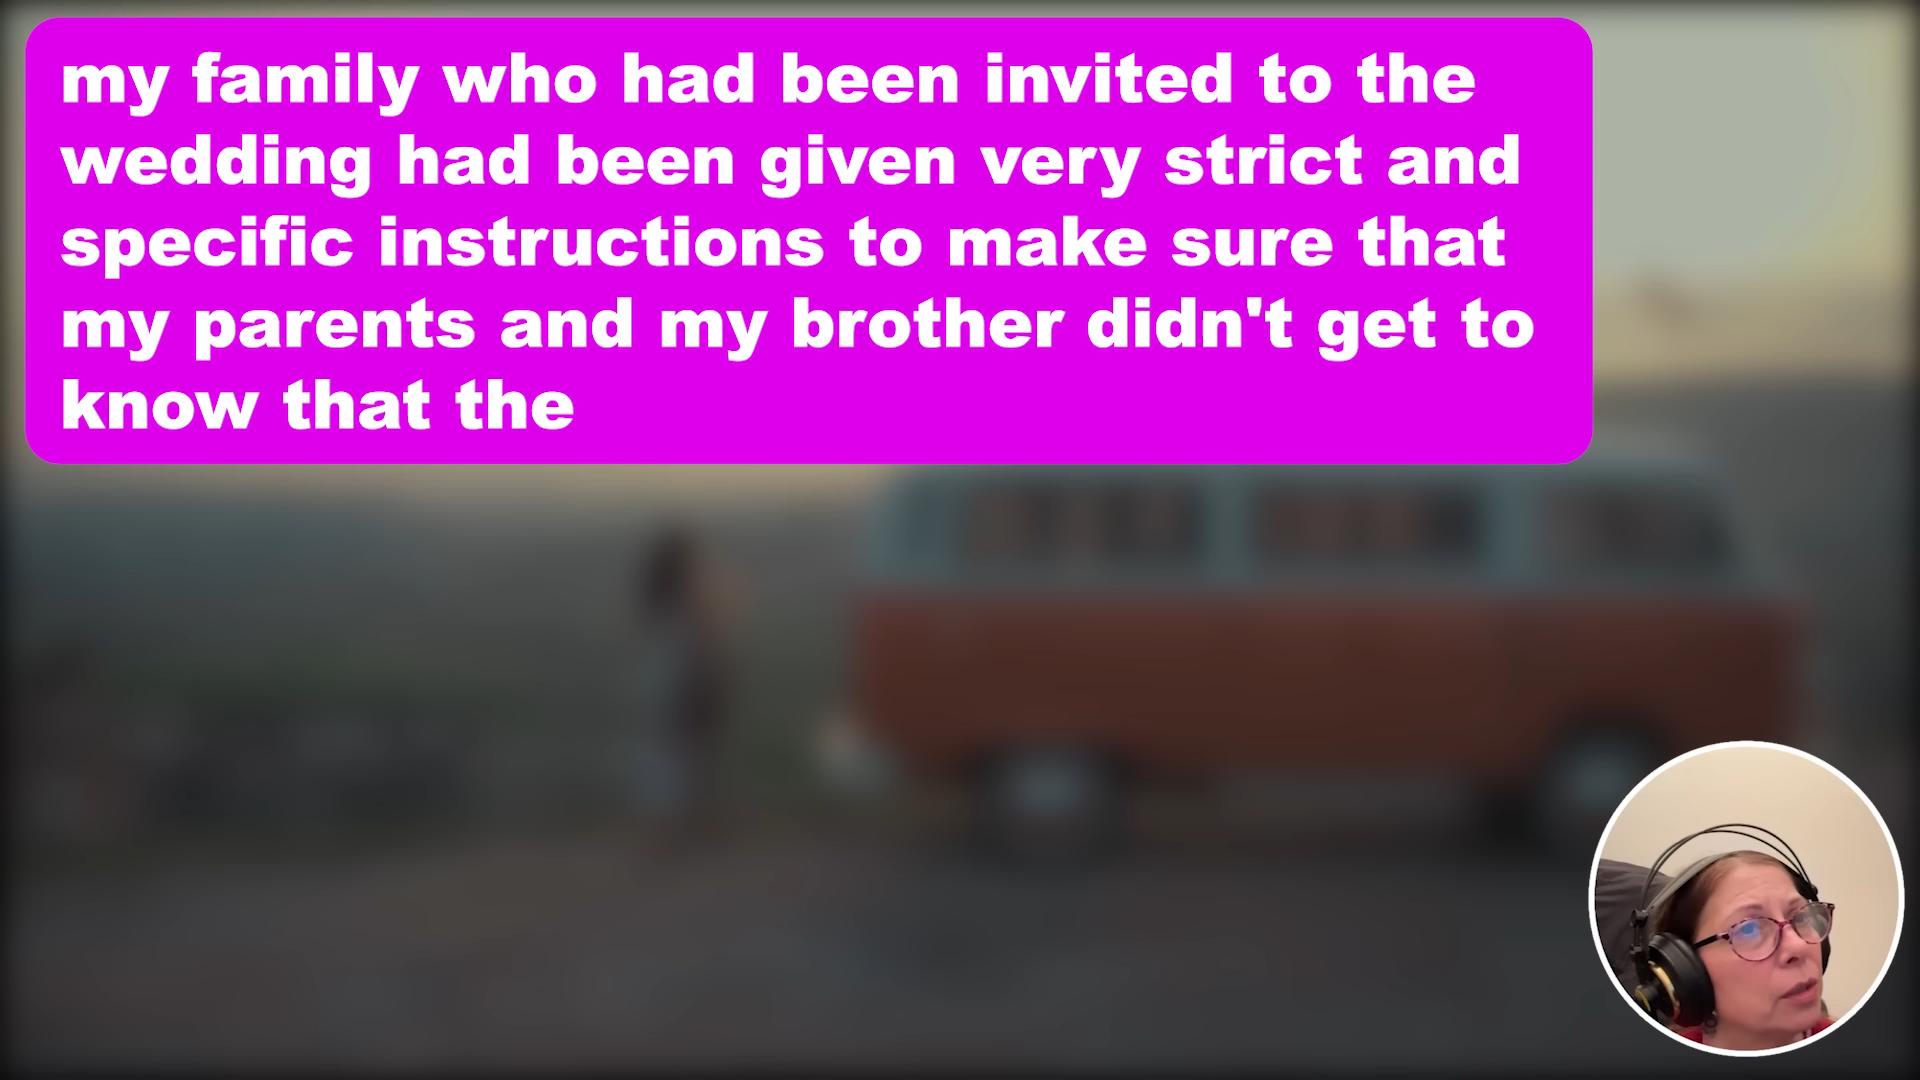 my family who had been invited to the
wedding had been given very strict and
specific instructions to make sure that
my parents and my brother didn't get to
know that the